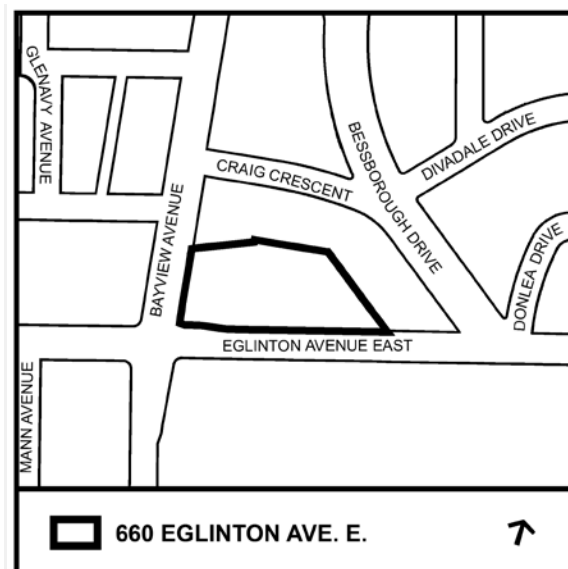 GLENAVY AVENUE
BAYVIEW AVENUE
CRAIG CRESCENT
BESSBOROUGH DRIVE
DIVADALE DRIVE
DONLEA DRIVE
EGLINTON AVENUE EAST
MANN AVENUE
660 EGLINTON AVE. E.